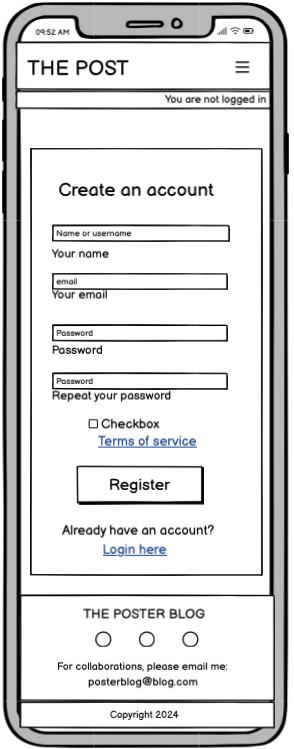 09:52 AM
THE POST
You are not logged in
Create an account
Name or username
Your name
email
Your email
Password
Password
Password
Repeat your password
Checkbox
Terms of service
Register
Already have an account?
Login here
THE POSTER BLOG
For collaborations, please email me:
posterblog@blog.com
Copyright 2024